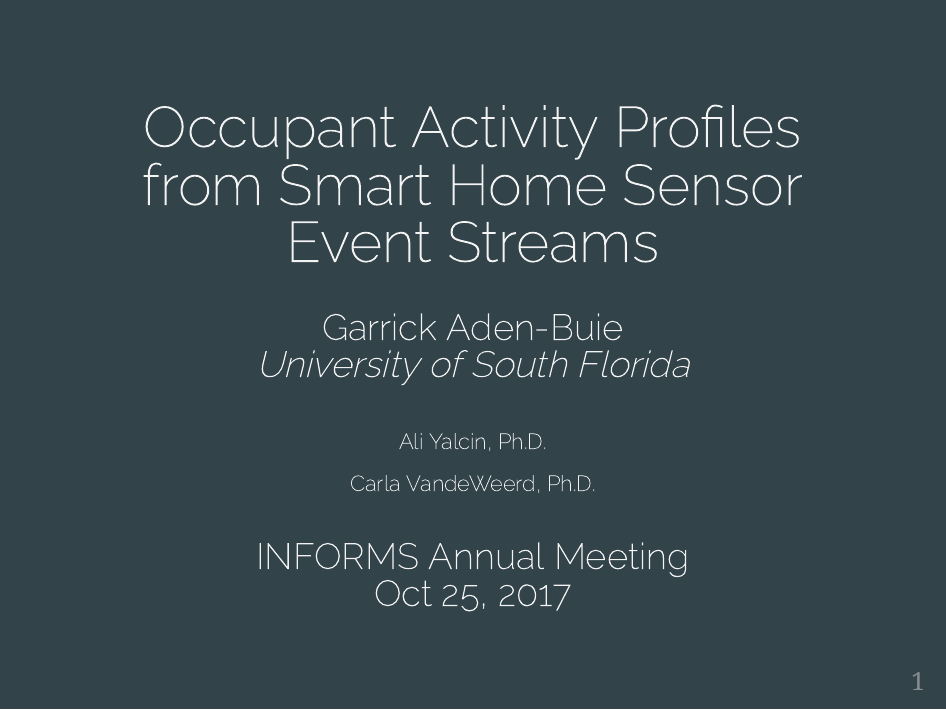 Occupant Activity Profiles
from Smart Home Sensor
Event Streams
Garrick Aden-Buie
University of South Florida
Ali Yalcin, Ph.D.
Carla VandeWeerd, Ph.D.
INFORMS Annual Meeting
Oct 25, 2017
1